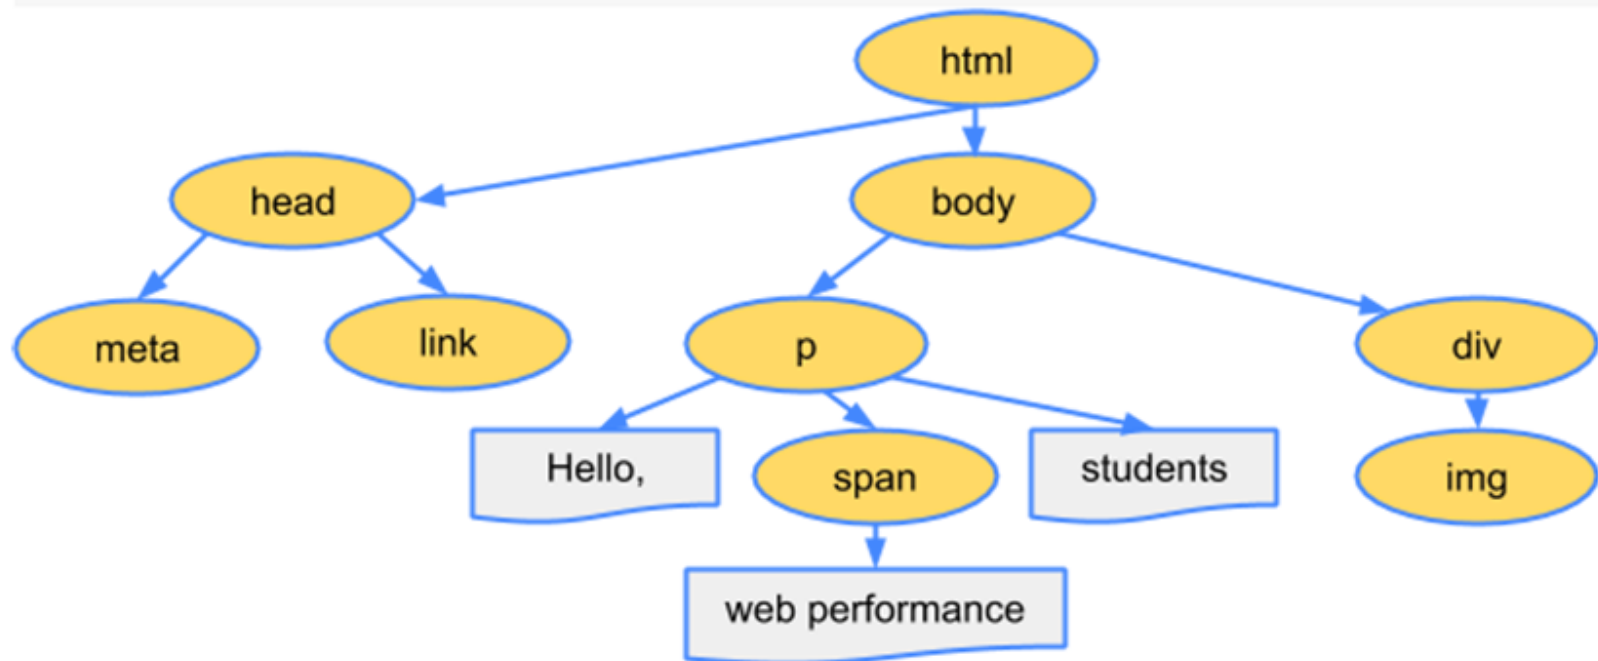 html
head
body
meta
link
p
div
Hello,
span
students
img
web performance